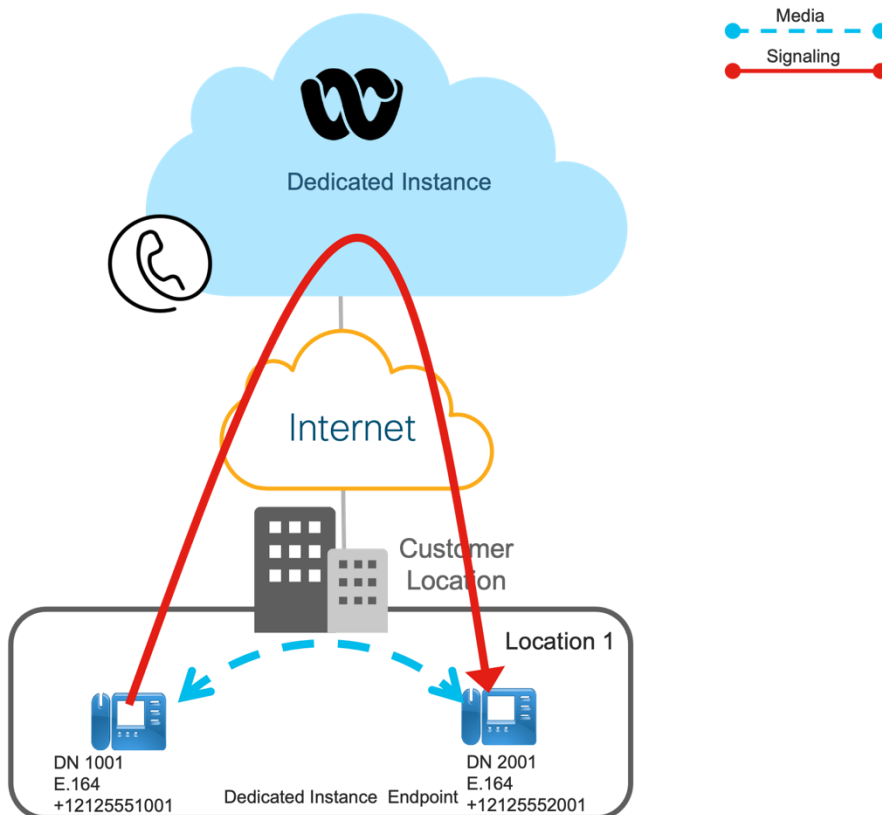 Media
Signaling
Dedicated Instance
Internet
Customer
Location
Location 1
DN 1001
E.164
+12125551001
Dedicated Instance Endpoint
DN 2001
E.164
+12125552001